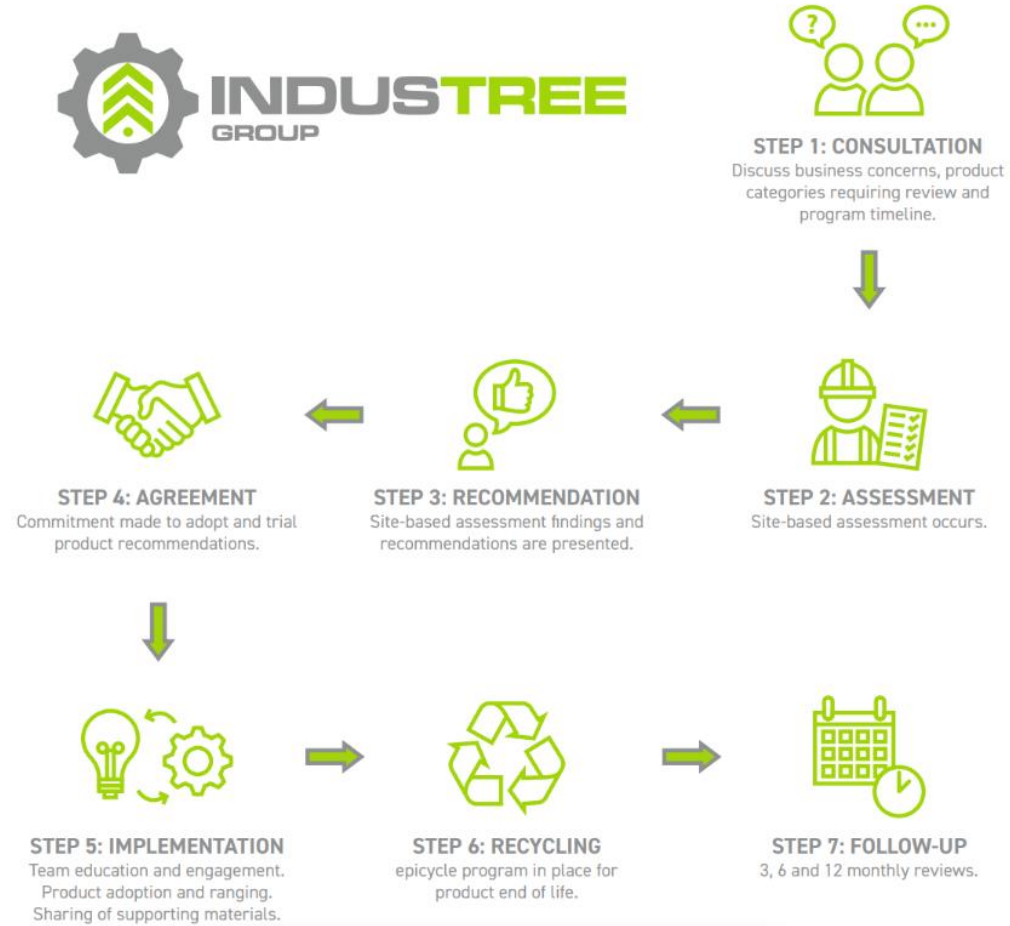 INDUSTREE
GROUP
?
...
STEP 1: CONSULTATION
Discuss business concerns, product
categories requiring review and
program timeline.
STEP 2: ASSESSMENT
Site-based assessment occurs.
STEP 3: RECOMMENDATION
Site-based assessment findings and
recommendations are presented.
STEP 4: AGREEMENT
Commitment made to adopt and trial
product recommendations.
STEP 5: IMPLEMENTATION
Team education and engagement.
Product adoption and ranging.
Sharing of supporting materials.
STEP 6: RECYCLING
epicycle program in place for
product end of life.
STEP 7: FOLLOW-UP
3, 6 and 12 monthly reviews.